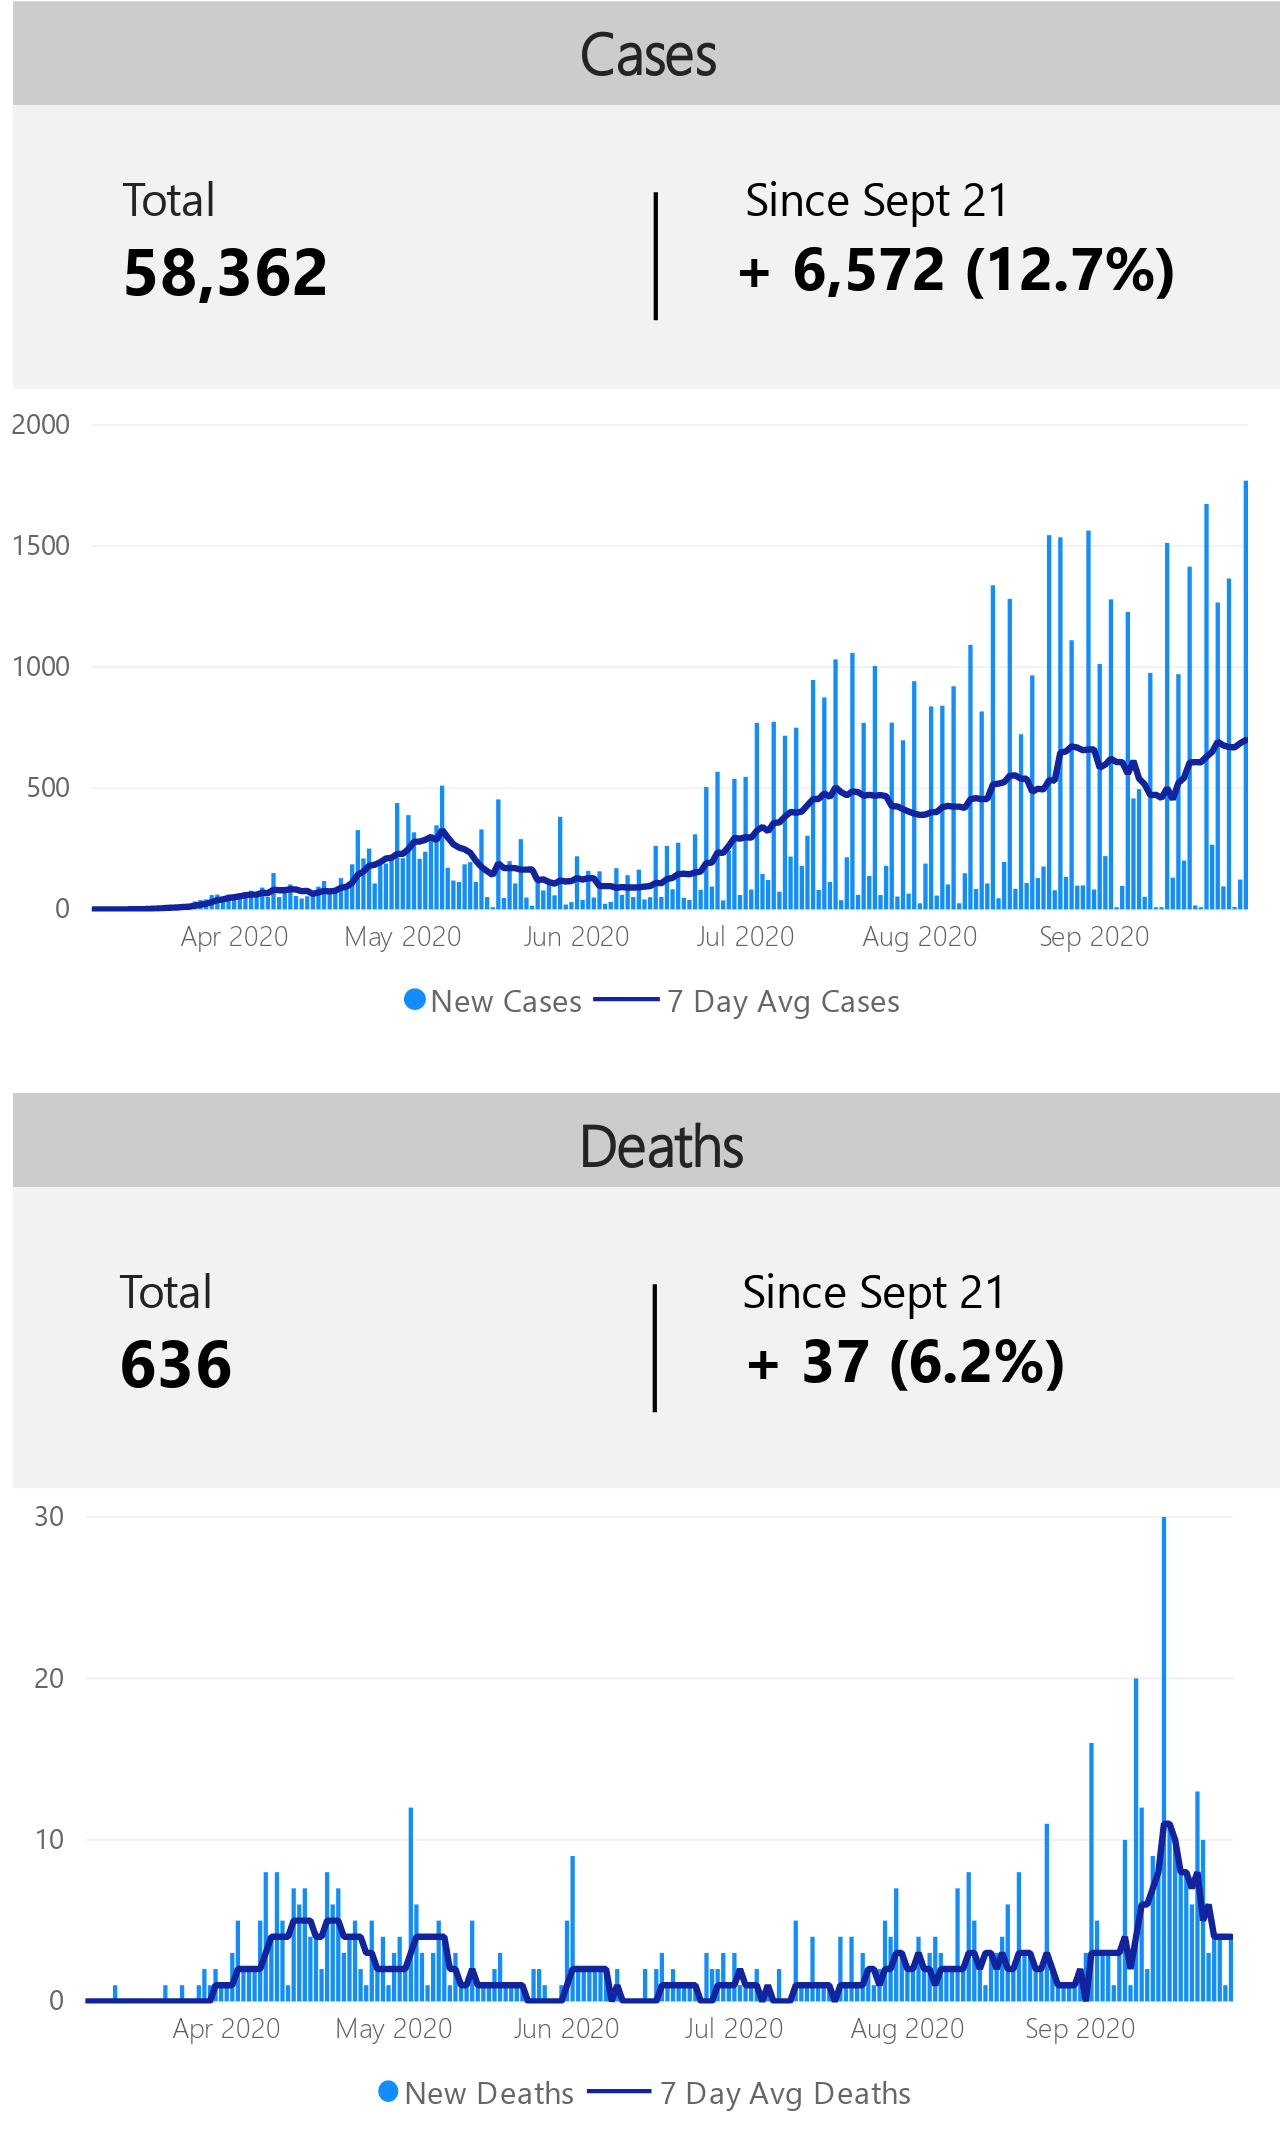 Cases
Total
Since Sept 21
58,362
+ 6,572 (12.7%)
2000
1500
1000
500
0
Apr 2020 May 2020 Jun 2020 Jul 2020 Aug 2020 Sep 2020
New Cases 7 Day Avg Cases
Deaths
Total
Since Sept 21
636
+ 37 (6.2%)
30
20
10
0
Apr 2020 May 2020 Jun 2020 Jul 2020 Aug 2020 Sep 2020
New Deaths 7 Day Avg Deaths